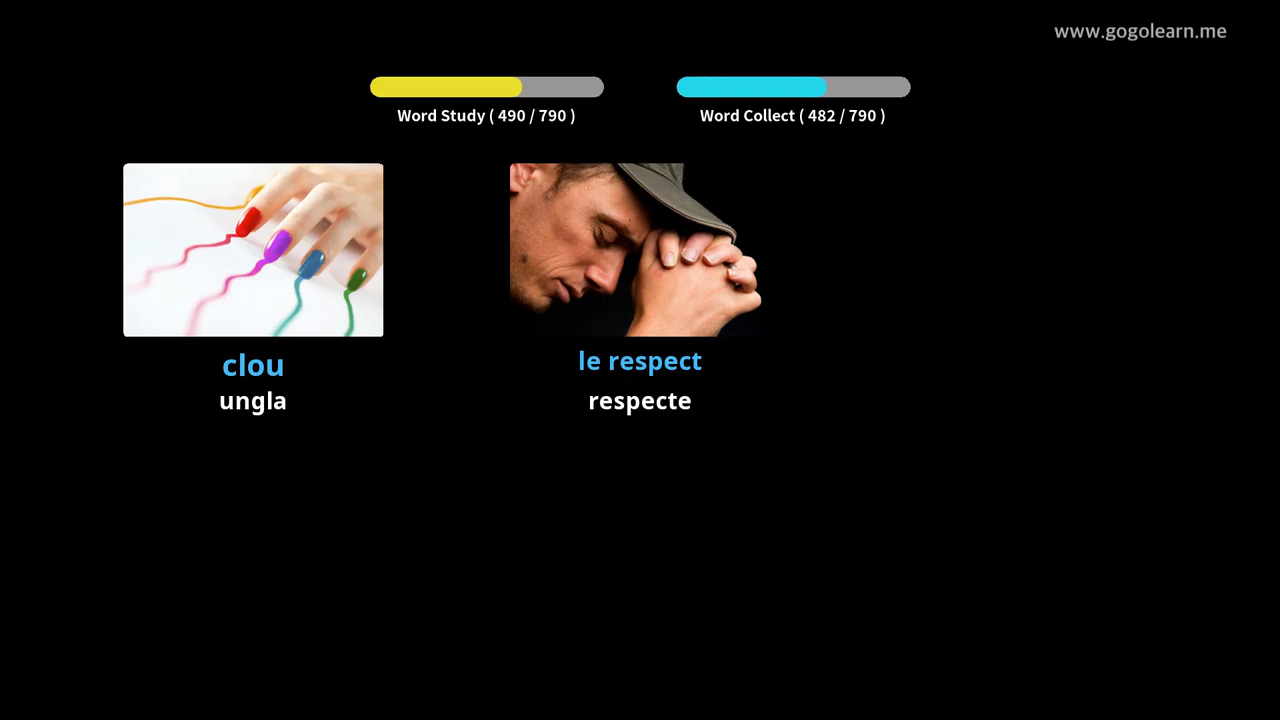 www.gogolearn.me
Word Study ( 490 / 790 )
Word Collect ( 482 / 790 )
clou
ungla
le respect
respecte